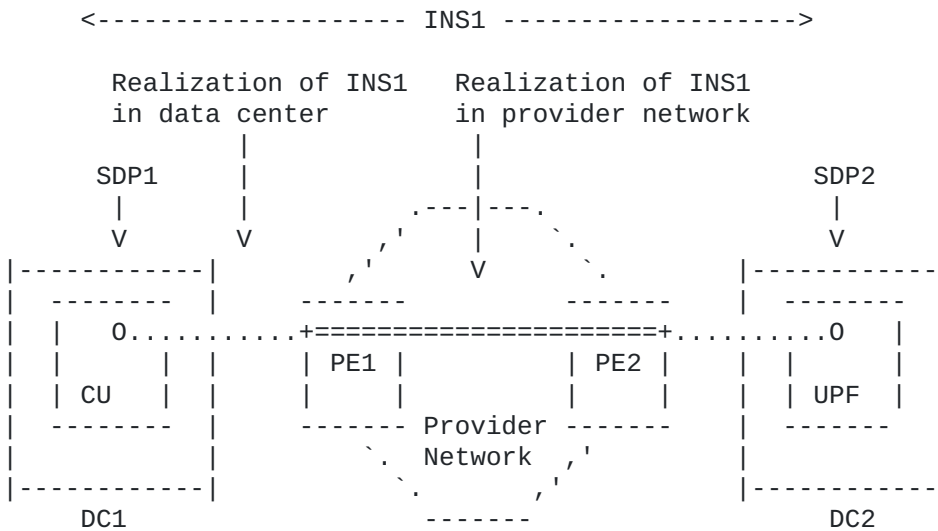 <-------------------- INS1 ------------------->
Realization of INS1 Realization of INS1
in data center in provider network
SDP1 SDP2
O...........+======================+..........O
PE1 PE2
CU UPF
Provider
Network
DC1 DC2